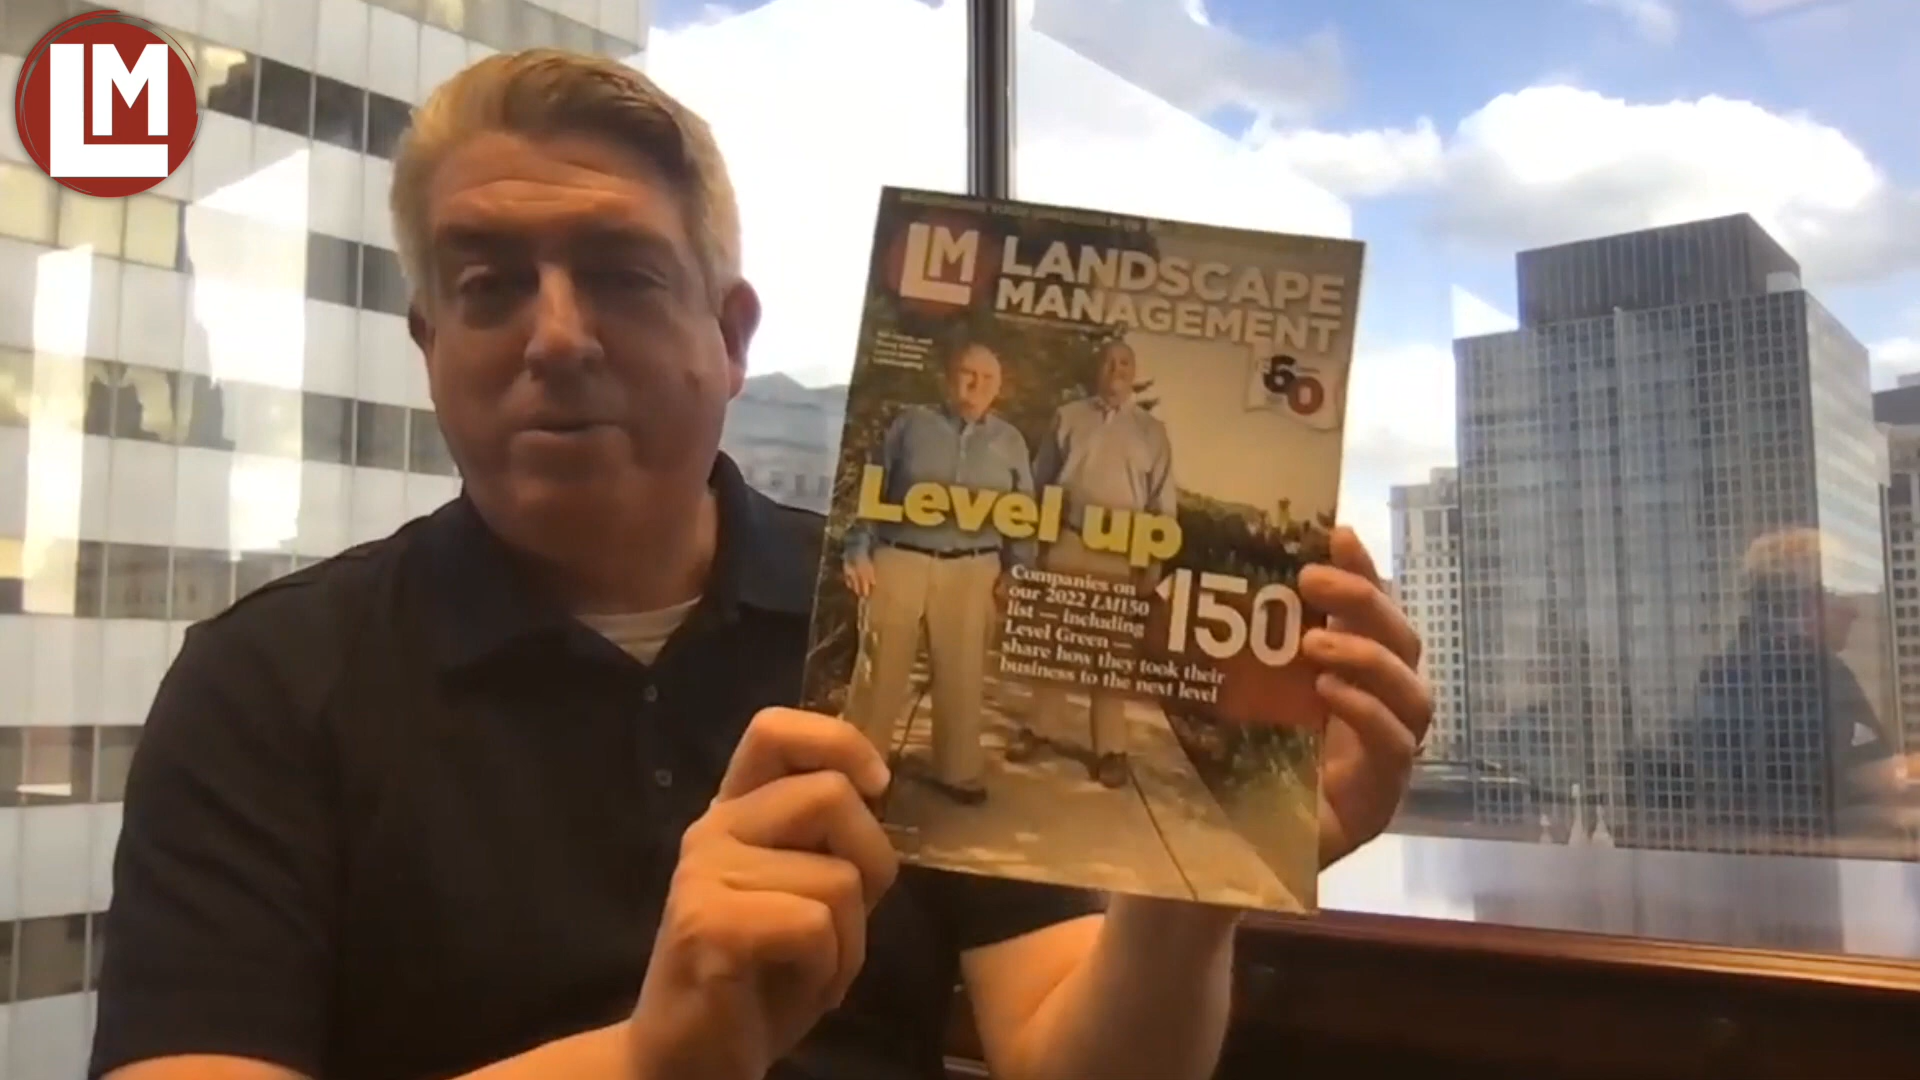 LM
LM LANDSCAPE
MANAGEMENT
60
Level up
150
Companies on
our 2022 LM150
list — including
Level Green —
share how they took their
business to the next level